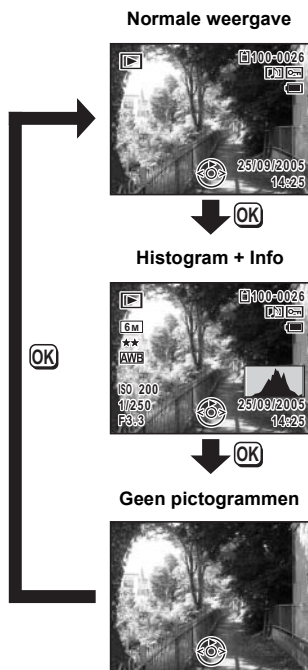 Normale weergave
100-0026
25/09/2005
14:25
OK
Histogram + Info
100-0026
6M
AWB
ISO 200
1/250
F3.3
25/09/2005
14:25
OK
OK
Geen pictogrammen